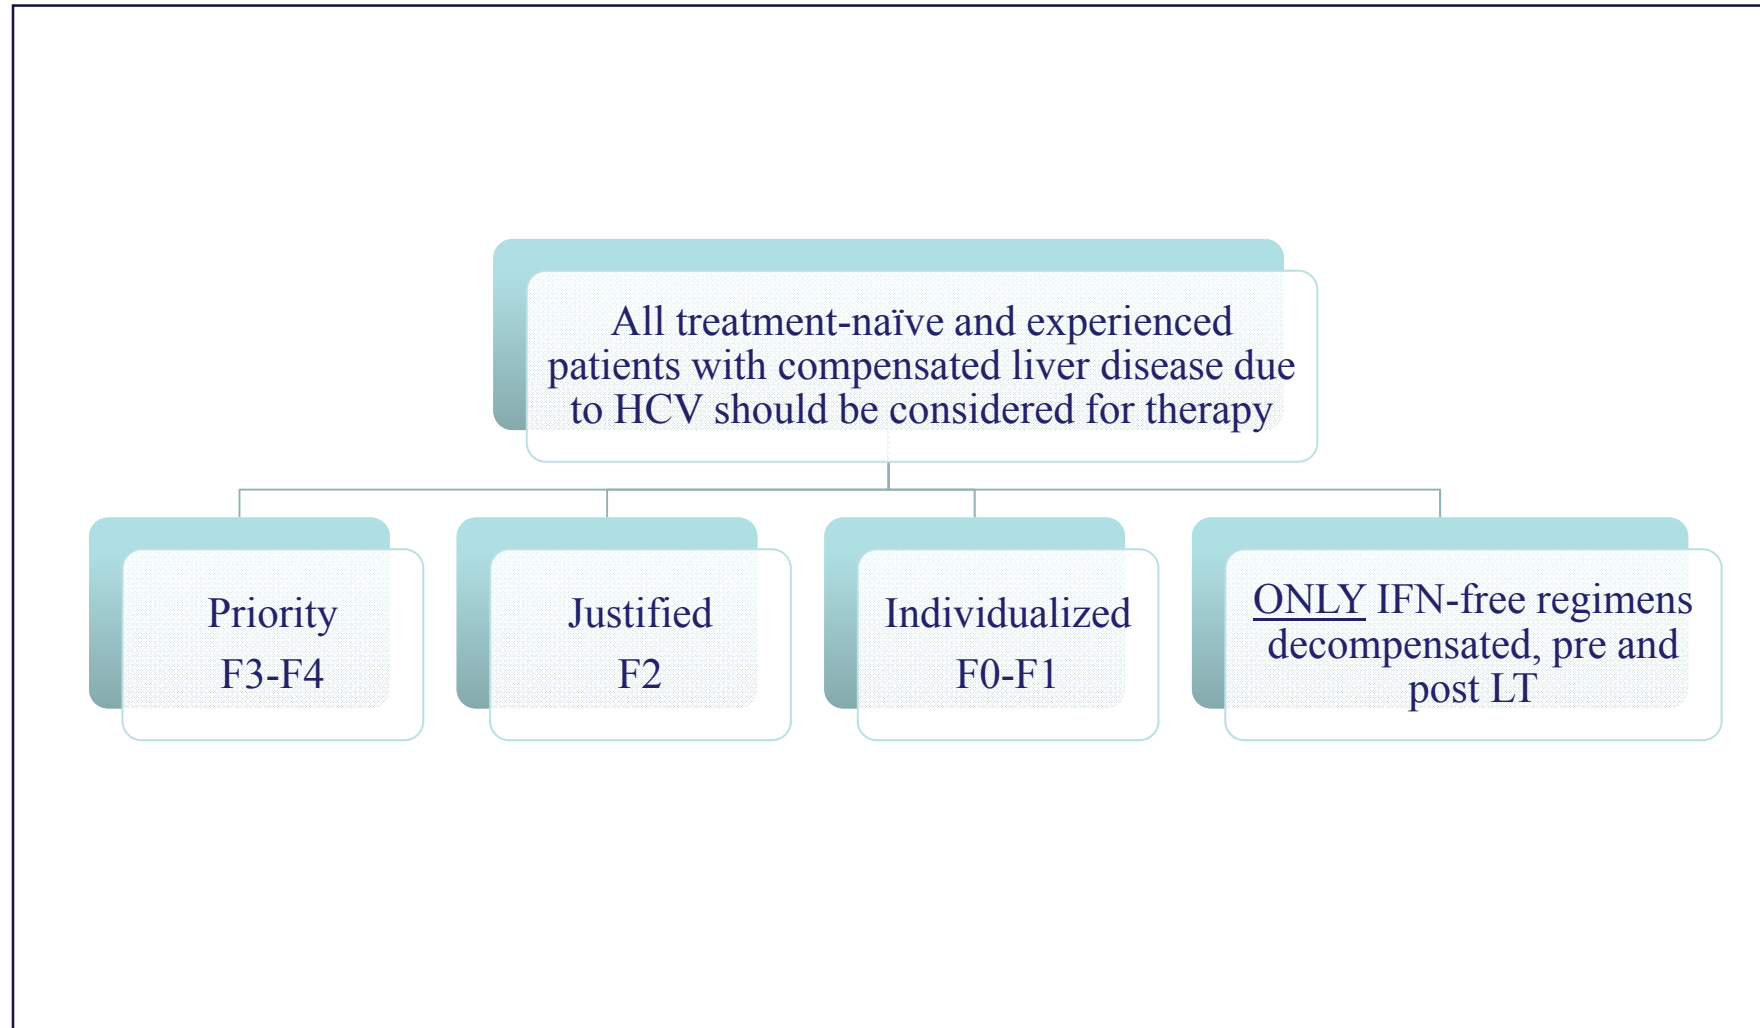 All treatment-naïve and experienced
patients with compensated liver disease due
to HCV should be considered for therapy
Priority
F3-F4
Justified
F2
Individualized
F0-F1
ONLY IFN-free regimens
decompensated, pre and
post LT